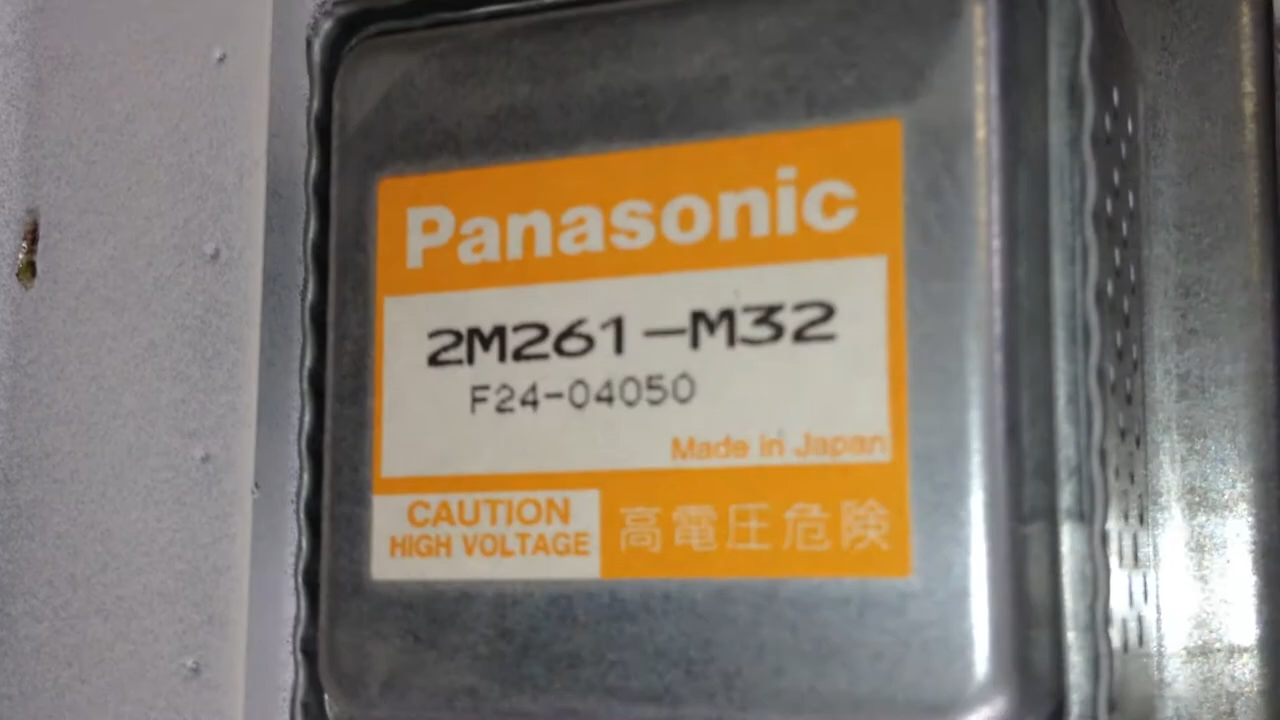 Panasonic
2M261-M32
F24-04050
Made in Japan
CAUTION
HIGH VOLTAGE
高電圧危険